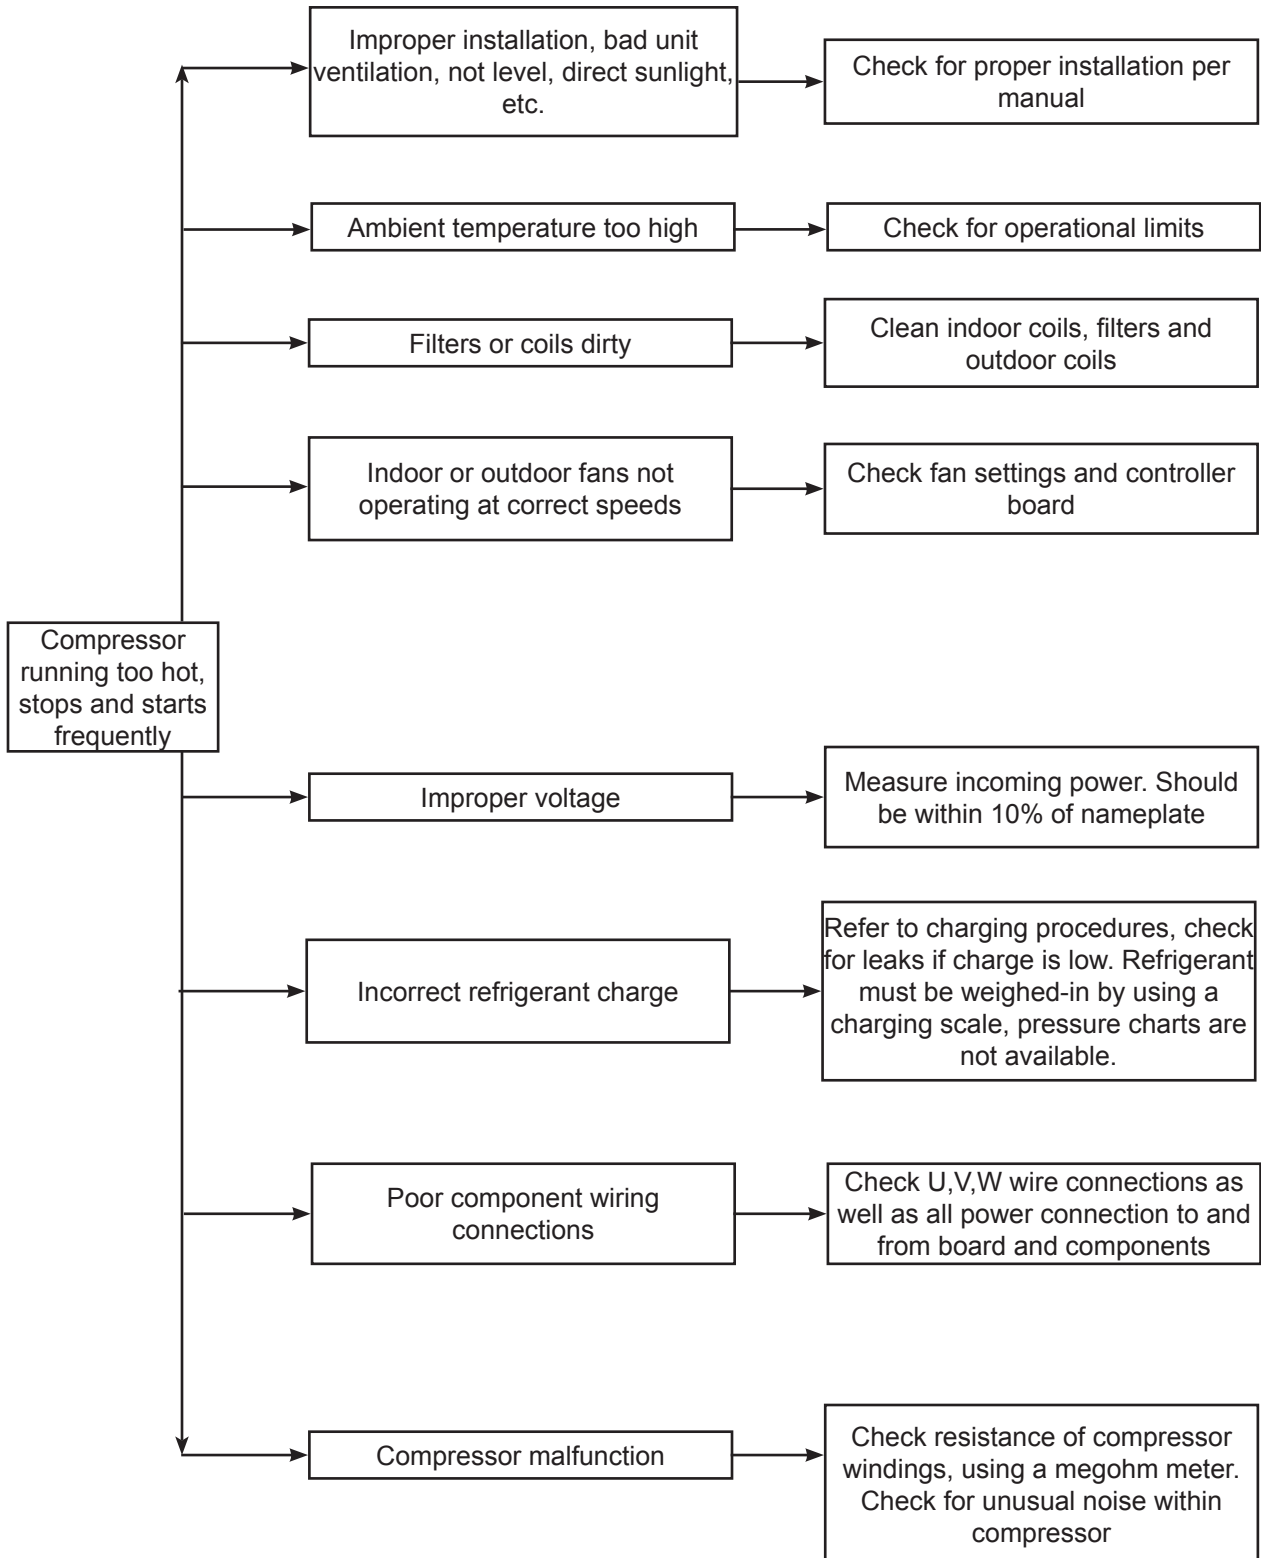 Improper installation, bad unit
ventilation, not level, direct sunlight,
etc.
Check for proper installation per
manual
Ambient temperature too high
Check for operational limits
Filters or coils dirty
Clean indoor coils, filters and
outdoor coils
Indoor or outdoor fans not
operating at correct speeds
Check fan settings and controller
board
Compressor
running too hot,
stops and starts
frequently
Improper voltage
Measure incoming power. Should
be within 10% of nameplate
Incorrect refrigerant charge
Refer to charging procedures, check
for leaks if charge is low. Refrigerant
must be weighed-in by using a
charging scale, pressure charts are
not available.
Poor component wiring
connections
Check U,V,W wire connections as
well as all power connection to and
from board and components
Compressor malfunction
Check resistance of compressor
windings, using a megohm meter.
Check for unusual noise within
compressor